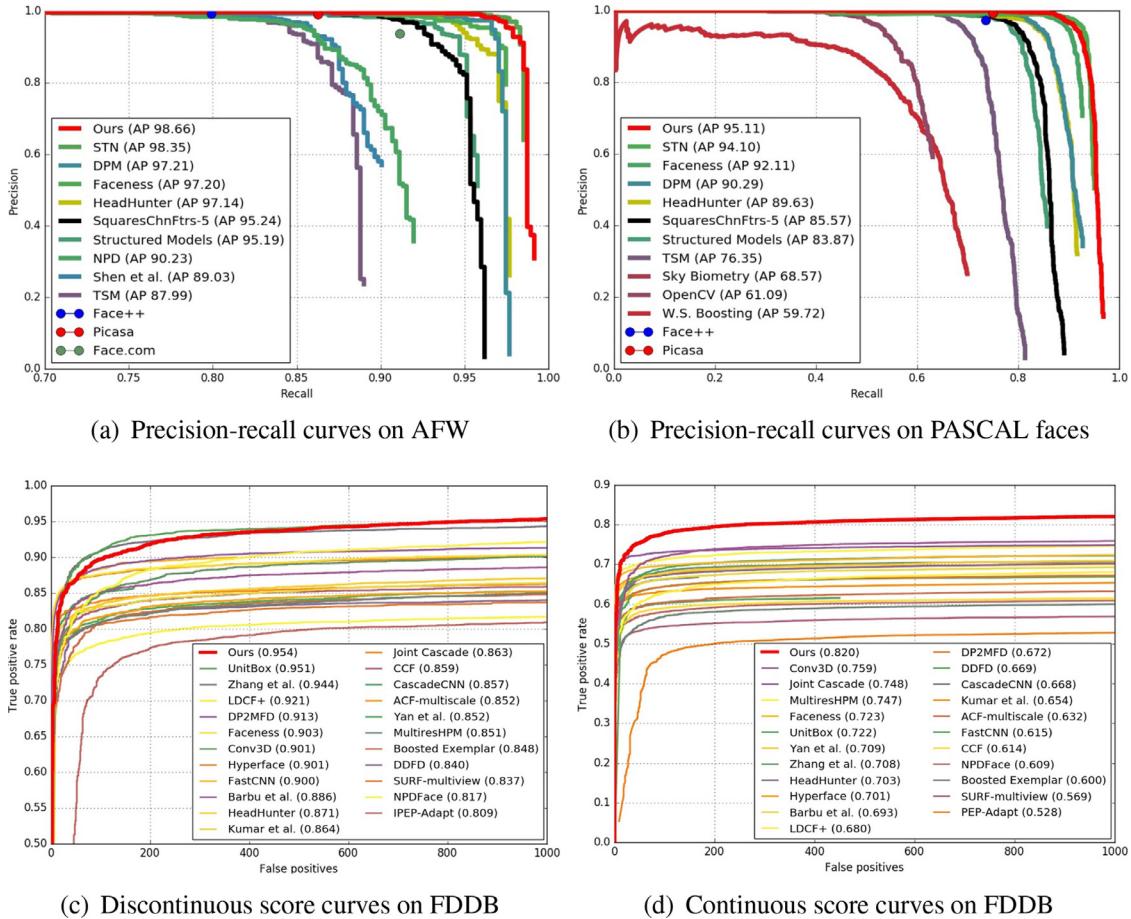 1.0
0.8
0.6
0.4
0.2
0.0
Precision
Ours (AP 98.66)
STN (AP 98.35)
DPM (AP 97.21)
Faceness (AP 97.20)
HeadHunter (AP 97.14)
SquaresChnFtrs-5 (AP 95.24)
Structured Models (AP 95.19)
NPD (AP 90.23)
Shen et al. (AP 89.03)
TSM (AP 87.99)
Face++
Picasa
Face.com
0.70 0.75 0.80 0.85 0.90 0.95 1.00
Recall
(a) Precision-recall curves on AFW
1.0
0.8
0.6
0.4
0.2
0.0
Precision
Ours (AP 95.11)
STN (AP 94.10)
Faceness (AP 92.11)
DPM (AP 90.29)
HeadHunter (AP 89.63)
SquaresChnFtrs-5 (AP 85.57)
Structured Models (AP 83.87)
TSM (AP 76.35)
Sky Biometry (AP 68.57)
OpenCV (AP 61.09)
W.S. Boosting (AP 59.72)
Face++
Picasa
0.0 0.2 0.4 0.6 0.8 1.0
Recall
(b) Precision-recall curves on PASCAL faces
1.00
0.95
0.90
0.85
0.80
0.75
0.70
0.65
0.60
0.55
0.50
True positive rate
Ours (0.954)
UnitBox (0.951)
Zhang et al. (0.944)
LDCF+ (0.921)
DP2MFD (0.913)
Faceness (0.903)
Conv3D (0.901)
Hyperface (0.901)
FastCNN (0.900)
Barbu et al. (0.886)
HeadHunter (0.871)
Kumar et al. (0.864)
Joint Cascade (0.863)
CCF (0.859)
CascadeCNN (0.857)
ACF-multiscale (0.852)
Yan et al. (0.852)
MultiresHPM (0.851)
Boosted Exemplar (0.848)
DDFD (0.840)
SURF-multiview (0.837)
NPDFace (0.817)
IPEP-Adapt (0.809)
0 200 400 600 800 1000
False positives
(c) Discontinuous score curves on FDDB
0.9
0.8
0.7
0.6
0.5
0.4
0.3
0.2
0.1
0.0
True positive rate
Ours (0.820)
Conv3D (0.759)
Joint Cascade (0.748)
MultiresHPM (0.747)
Faceness (0.723)
UnitBox (0.722)
Yan et al. (0.709)
Zhang et al. (0.708)
HeadHunter (0.703)
Hyperface (0.701)
Barbu et al. (0.693)
LDCF+ (0.680)
DP2MFD (0.672)
DDFD (0.669)
CascadeCNN (0.668)
Kumar et al. (0.654)
ACF-multiscale (0.632)
FastCNN (0.615)
CCF (0.614)
NPDFace (0.609)
Boosted Exemplar (0.600)
SURF-multiview (0.569)
PEP-Adapt (0.528)
0 200 400 600 800 1000
False positives
(d) Continuous score curves on FDDB